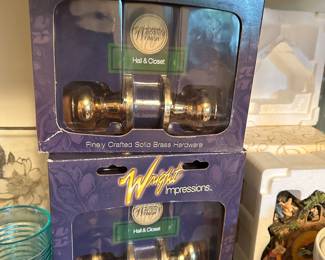 Hall & Closet
Finely Crafted Solid Brass Hardware
Wright
Impressions
Hall & Closet